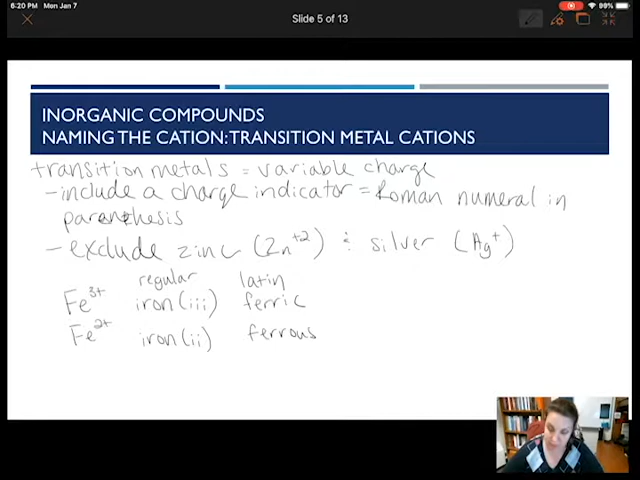 6:20 PM Mon Jan 7
99%
Slide 5 of 13
INORGANIC COMPOUNDS
NAMING THE CATION: TRANSITION METAL CATIONS
transition metals = variable charge
- include a charge indicator = Roman numeral in
parenthesis
- exclude zinc (Zn+2) & silver (Ag+)
regular latin
Fe3+ iron(iii) ferric
Fe2+ iron(ii) ferrous